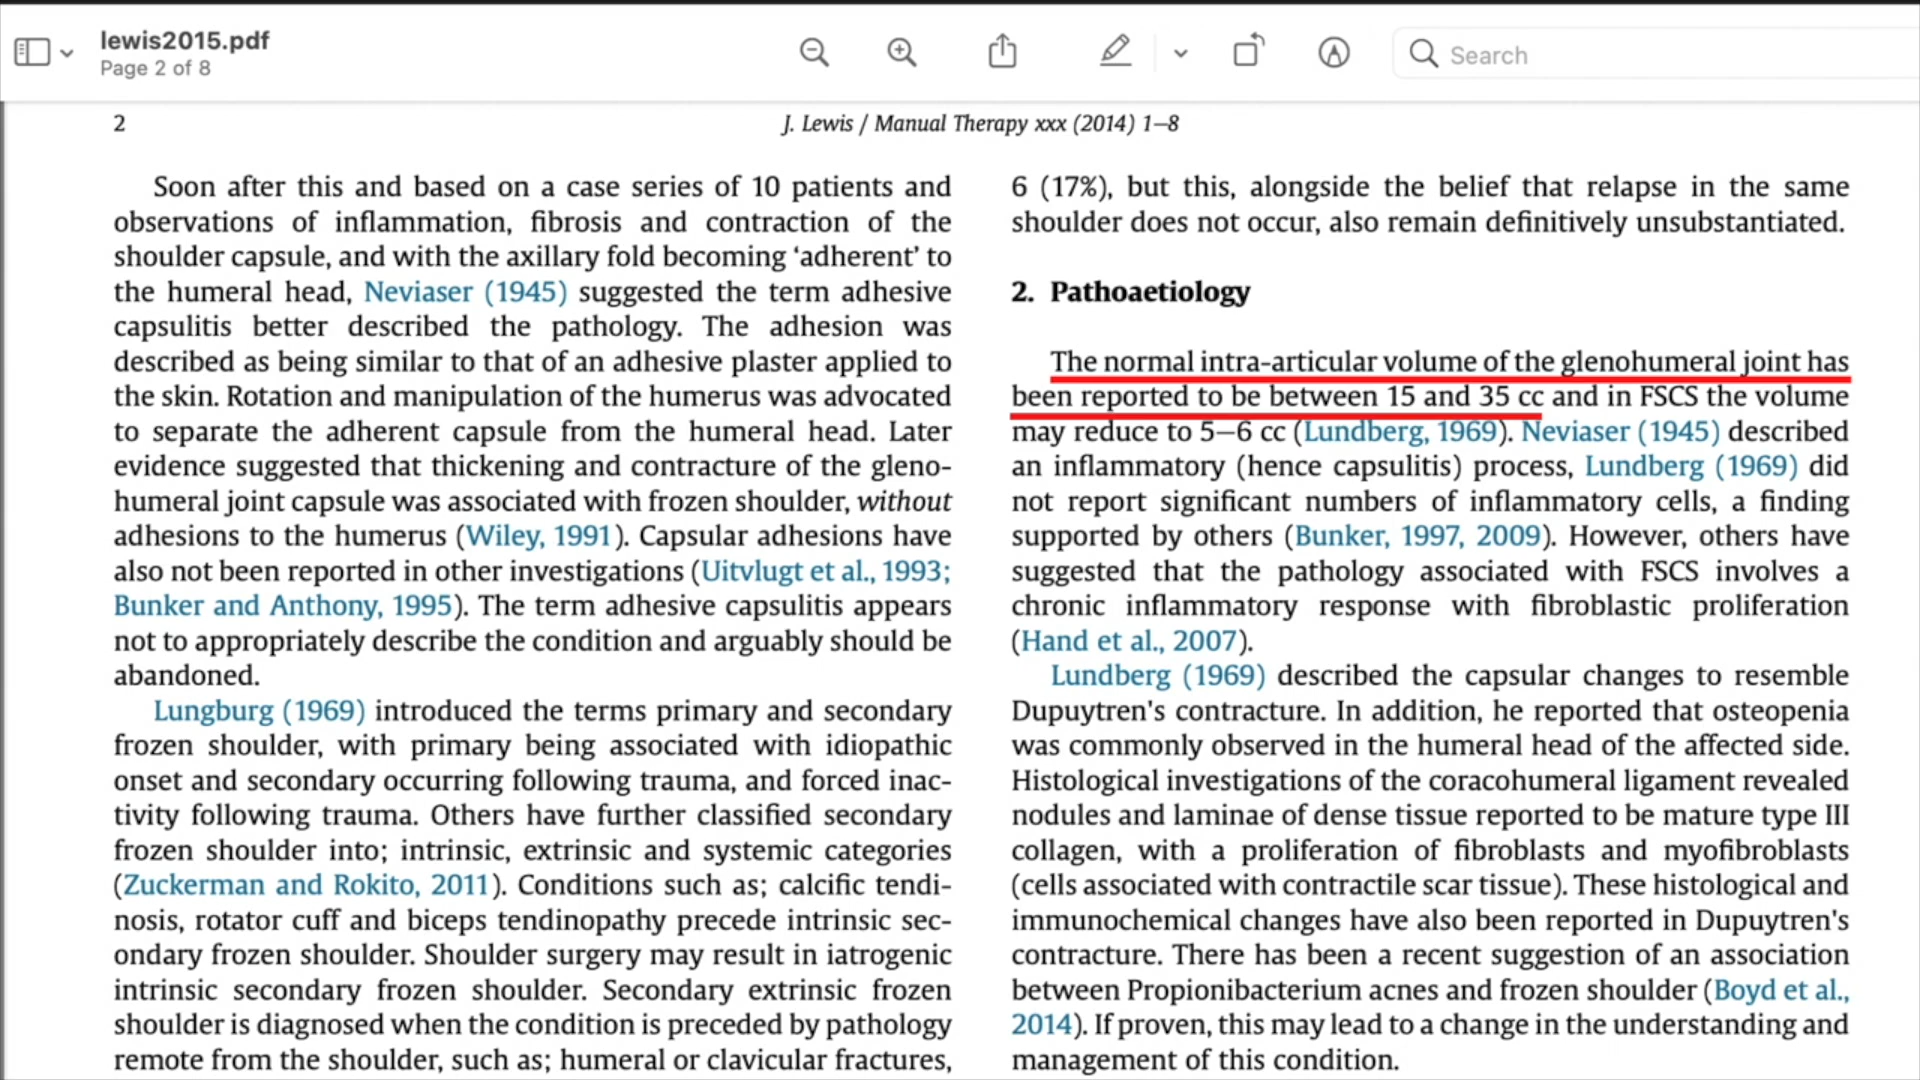 lewis2015.pdf
Page 2 of 8
Search
2
J. Lewis / Manual Therapy xxx (2014) 1–8
Soon after this and based on a case series of 10 patients and
observations of inflammation, fibrosis and contraction of the
shoulder capsule, and with the axillary fold becoming ‘adherent’ to
the humeral head, Neviaser (1945) suggested the term adhesive
capsulitis better described the pathology. The adhesion was
described as being similar to that of an adhesive plaster applied to
the skin. Rotation and manipulation of the humerus was advocated
to separate the adherent capsule from the humeral head. Later
evidence suggested that thickening and contracture of the gleno-
humeral joint capsule was associated with frozen shoulder, without
adhesions to the humerus (Wiley, 1991). Capsular adhesions have
also not been reported in other investigations (Uitvlugt et al., 1993;
Bunker and Anthony, 1995). The term adhesive capsulitis appears
not to appropriately describe the condition and arguably should be
abandoned.
Lungburg (1969) introduced the terms primary and secondary
frozen shoulder, with primary being associated with idiopathic
onset and secondary occurring following trauma, and forced inac-
tivity following trauma. Others have further classified secondary
frozen shoulder into; intrinsic, extrinsic and systemic categories
(Zuckerman and Rokito, 2011). Conditions such as; calcific tendi-
nosis, rotator cuff and biceps tendinopathy precede intrinsic sec-
ondary frozen shoulder. Shoulder surgery may result in iatrogenic
intrinsic secondary frozen shoulder. Secondary extrinsic frozen
shoulder is diagnosed when the condition is preceded by pathology
remote from the shoulder, such as; humeral or clavicular fractures,
6 (17%), but this, alongside the belief that relapse in the same
shoulder does not occur, also remain definitively unsubstantiated.
2. Pathoaetiology
The normal intra-articular volume of the glenohumeral joint has
been reported to be between 15 and 35 cc and in FSCS the volume
may reduce to 5–6 cc (Lundberg, 1969). Neviaser (1945) described
an inflammatory (hence capsulitis) process, Lundberg (1969) did
not report significant numbers of inflammatory cells, a finding
supported by others (Bunker, 1997, 2009). However, others have
suggested that the pathology associated with FSCS involves a
chronic inflammatory response with fibroblastic proliferation
(Hand et al., 2007).
Lundberg (1969) described the capsular changes to resemble
Dupuytren's contracture. In addition, he reported that osteopenia
was commonly observed in the humeral head of the affected side.
Histological investigations of the coracohumeral ligament revealed
nodules and laminae of dense tissue reported to be mature type III
collagen, with a proliferation of fibroblasts and myofibroblasts
(cells associated with contractile scar tissue). These histological and
immunochemical changes have also been reported in Dupuytren's
contracture. There has been a recent suggestion of an association
between Propionibacterium acnes and frozen shoulder (Boyd et al.,
2014). If proven, this may lead to a change in the understanding and
management of this condition.